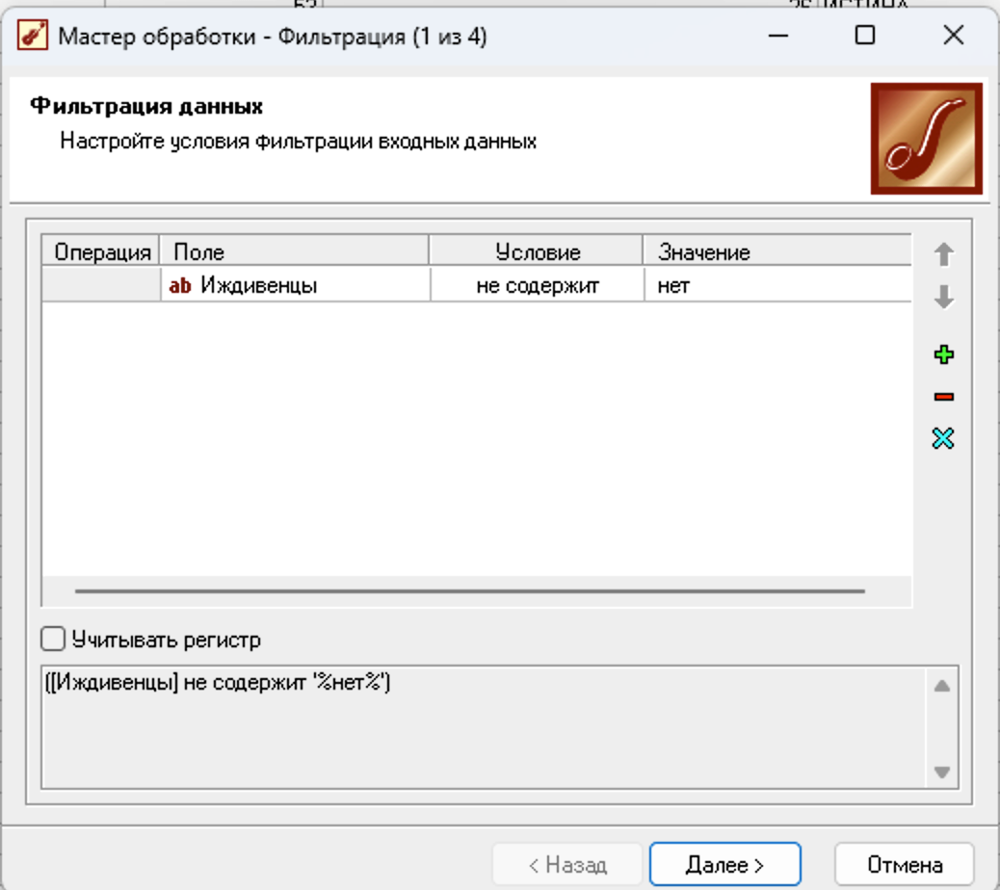 Мастер обработки - Фильтрация (1 из 4)
Фильтрация данных
Настройте условия фильтрации входных данных
Операция Поле Условие Значение
ab Иждивенцы не содержит нет
Учитывать регистр
([Иждивенцы] не содержит '%нет%')
< Назад Далее > Отмена